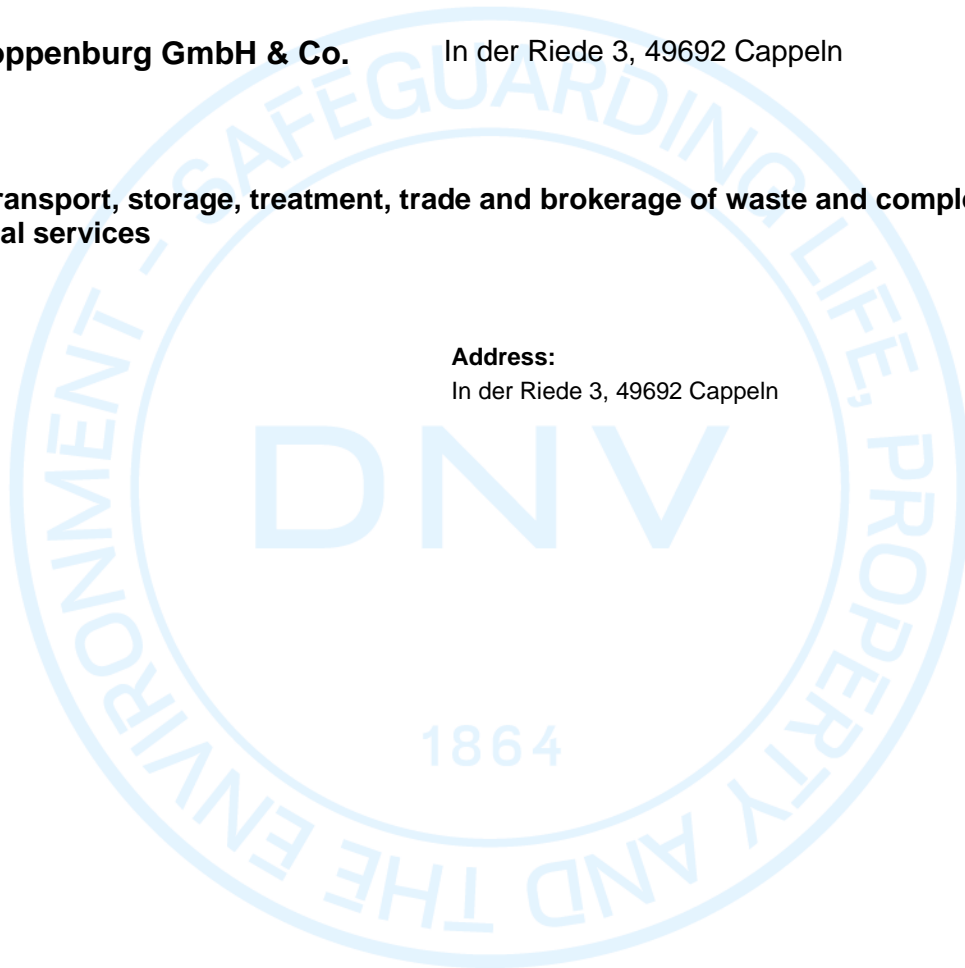 oppenburg GmbH & Co. In der Riede 3, 49692 Cappeln
ransport, storage, treatment, trade and brokerage of waste and comple
al services
Address:
In der Riede 3, 49692 Cappeln
SAFEGUARDING LIFE, PROPERTY AND THE ENVIRONMENT -
DNV
1864